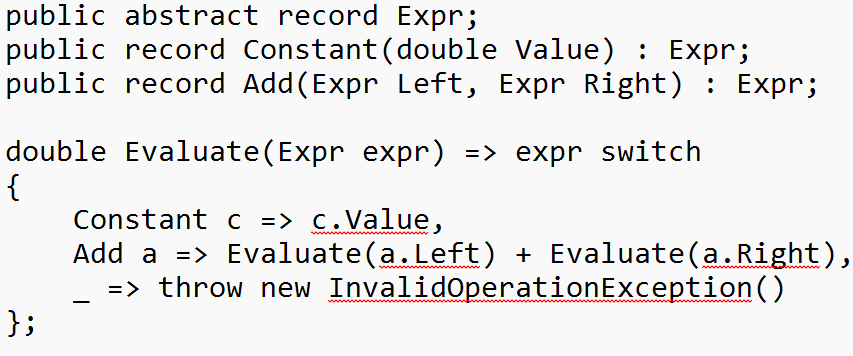 public abstract record Expr;
public record Constant(double Value) : Expr;
public record Add(Expr Left, Expr Right) : Expr;
double Evaluate(Expr expr) => expr switch
{
Constant c => c.Value,
Add a => Evaluate(a.Left) + Evaluate(a.Right),
_ => throw new InvalidOperationException()
};